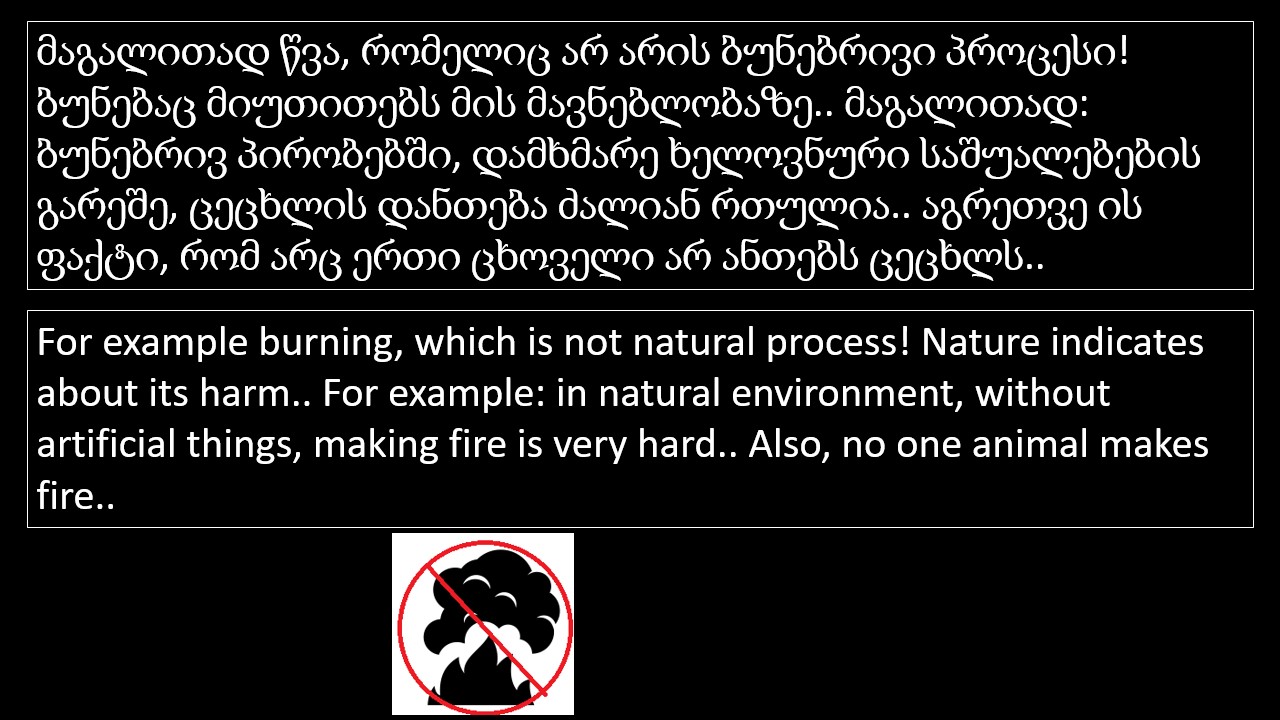 მაგალითად წვა, რომელიც არ არის ბუნებრივი პროცესი!
ბუნებაც მიუთითებს მის მავნებლობაზე.. მაგალითად:
ბუნებრივ პირობებში, დამხმარე ხელოვნური საშუალებების
გარეშე, ცეცხლის დანთება ძალიან რთულია.. აგრეთვე ის
ფაქტი, რომ არც ერთი ცხოველი არ ანთებს ცეცხლს..
For example burning, which is not natural process! Nature indicates
about its harm.. For example: in natural environment, without
artificial things, making fire is very hard.. Also, no one animal makes
fire..